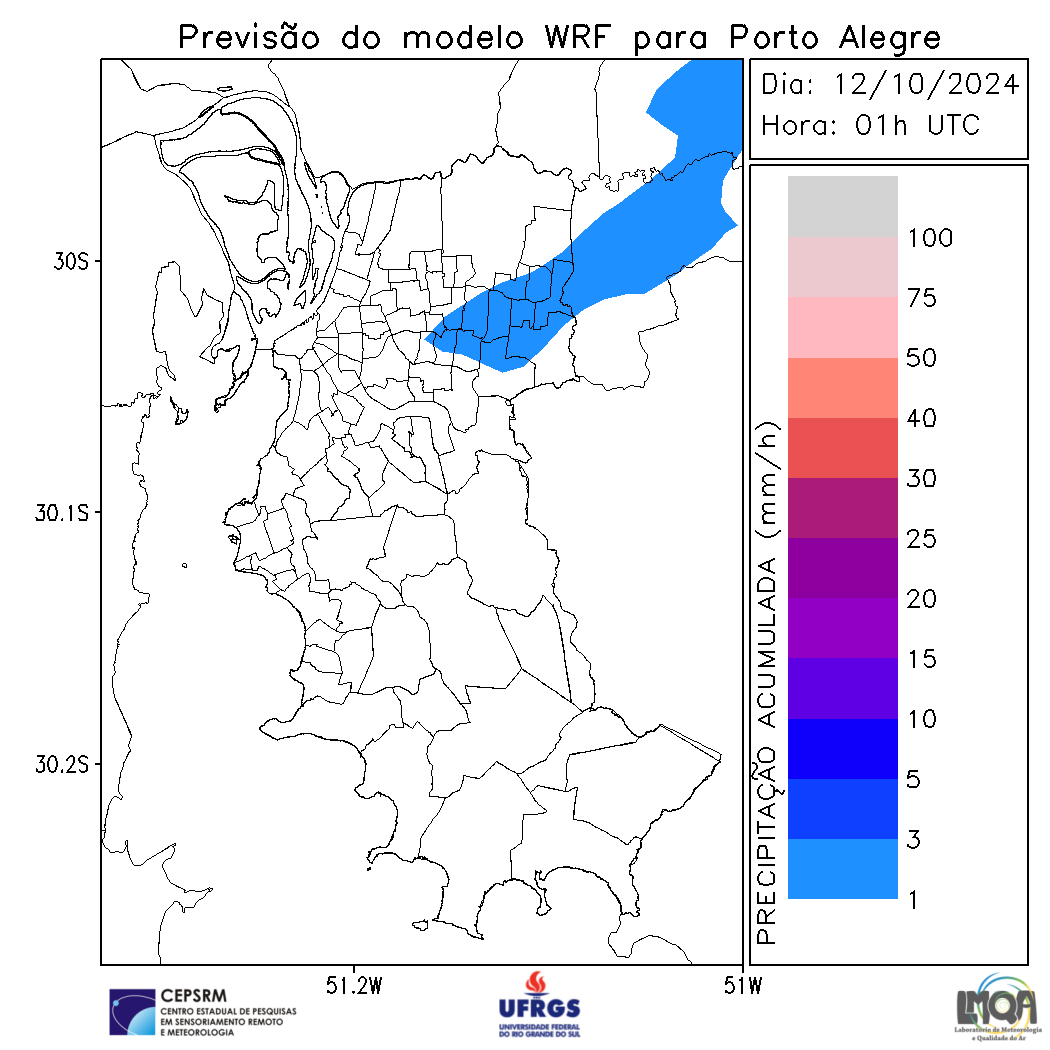 Previsão do modelo WRF para Porto Alegre
Dia: 12/10/2024
Hora: 01h UTC
30S
30.1S
30.2S
51.2W
51W
PRECIPITAÇÃO ACUMULADA (mm/h)
100
75
50
40
30
25
20
15
10
5
3
1
CEPSRM
CENTRO ESTADUAL DE PESQUISAS
EM SENSORIAMENTO REMOTO
E METEOROLOGIA
UFRGS
UNIVERSIDADE FEDERAL
DO RIO GRANDE DO SUL
LMQA
Laboratório de Meteorologia
e Qualidade do Ar